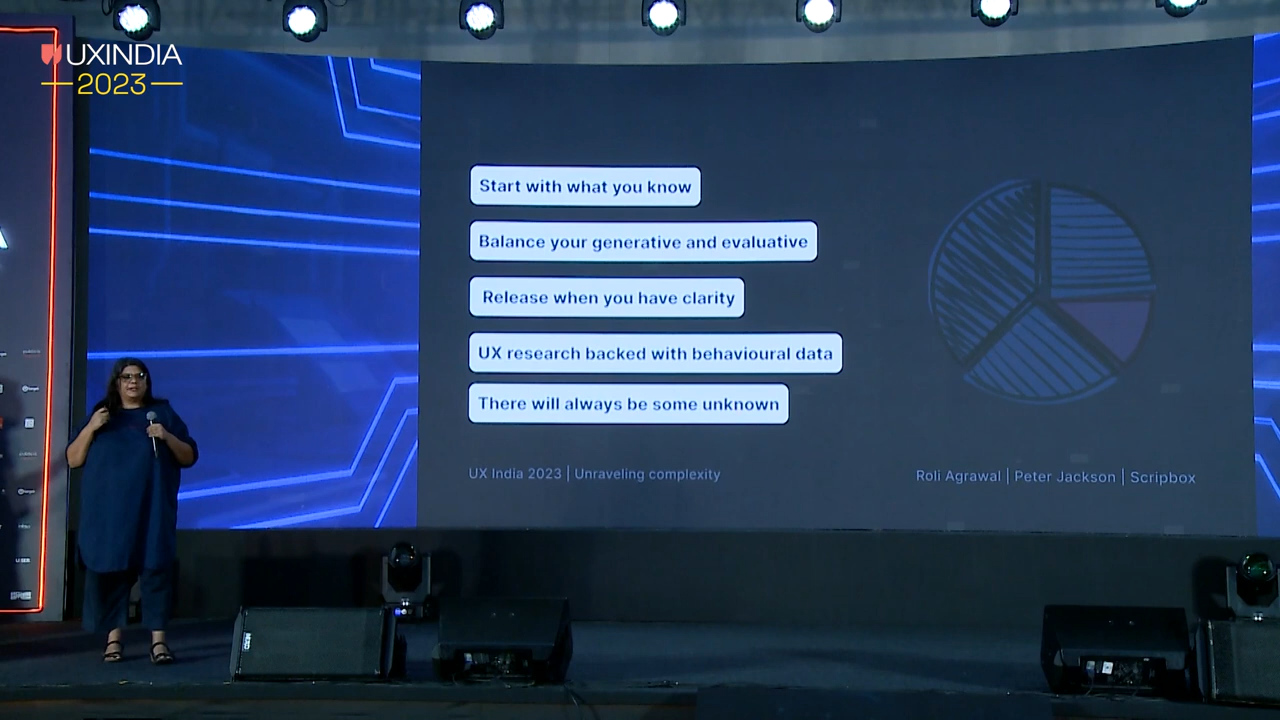 UXINDIA
2023
Start with what you know
Balance your generative and evaluative
Release when you have clarity
UX research backed with behavioural data
There will always be some unknown
UX India 2023 | Unraveling complexity
Roli Agrawal | Peter Jackson | Scripbox